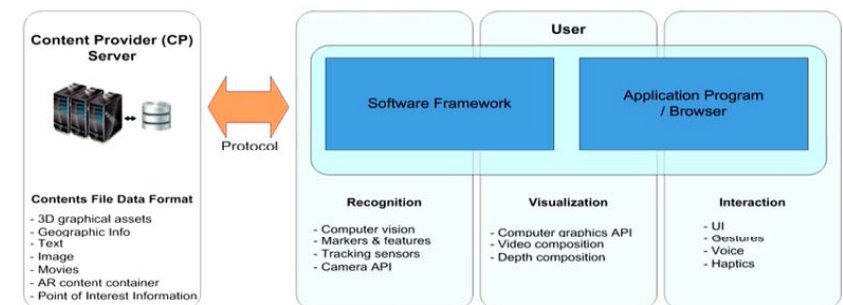 Content Provider (CP)
Server
Protocol
Contents File Data Format
- 3D graphical assets
- Geographic Info
- Text
- Image
- Movies
- AR content container
- Point of Interest Information
User
Software Framework
Application Program
/ Browser
Recognition
- Computer vision
- Markers & features
- Tracking sensors
- Camera API
Visualization
- Computer graphics API
- Video composition
- Depth composition
Interaction
- UI
- Gestures
- Voice
- Haptics